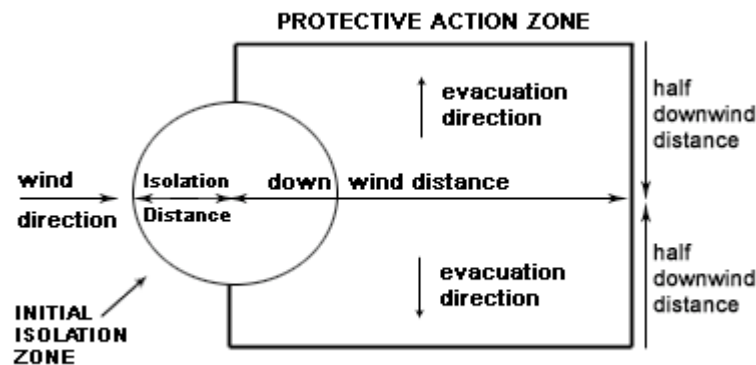 PROTECTIVE ACTION ZONE
evacuation
direction
half
downwind
distance
wind
direction
Isolation
Distance
down wind distance
evacuation
direction
half
downwind
distance
INITIAL
ISOLATION
ZONE